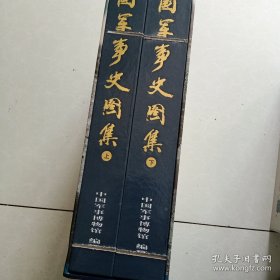 国军事史图集
上
中国军事博物馆 编
国军事史图集
下
中国军事博物馆 编
孔夫子旧书网